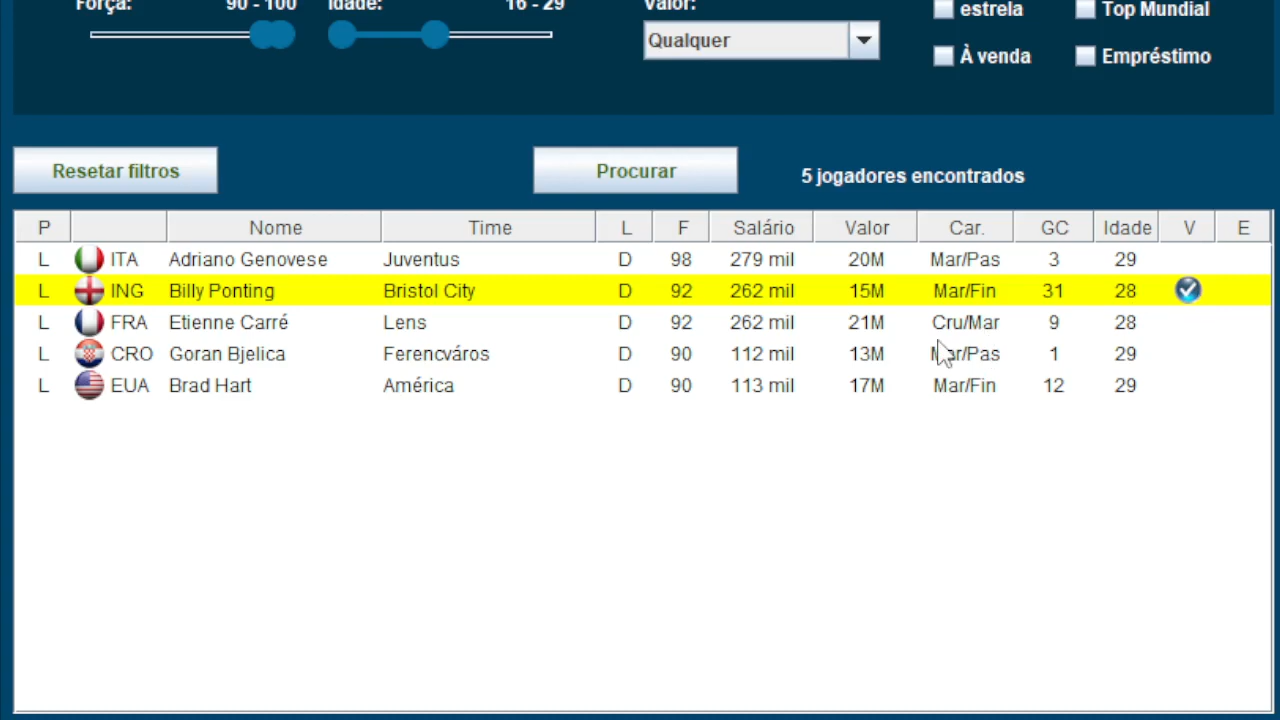 Força: 90 - 100 Idade: 16 - 29 Valor: estrela Top Mundial
Qualquer À venda Empréstimo
Resetar filtros Procurar 5 jogadores encontrados
P Nome Time L F Salário Valor Car. GC Idade V E
L ITA Adriano Genovese Juventus D 98 279 mil 20M Mar/Pas 3 29
L ING Billy Ponting Bristol City D 92 262 mil 15M Mar/Fin 31 28
L FRA Etienne Carré Lens D 92 262 mil 21M Cru/Mar 9 28
L CRO Goran Bjelica Ferencváros D 90 112 mil 13M Mar/Pas 1 29
L EUA Brad Hart América D 90 113 mil 17M Mar/Fin 12 29